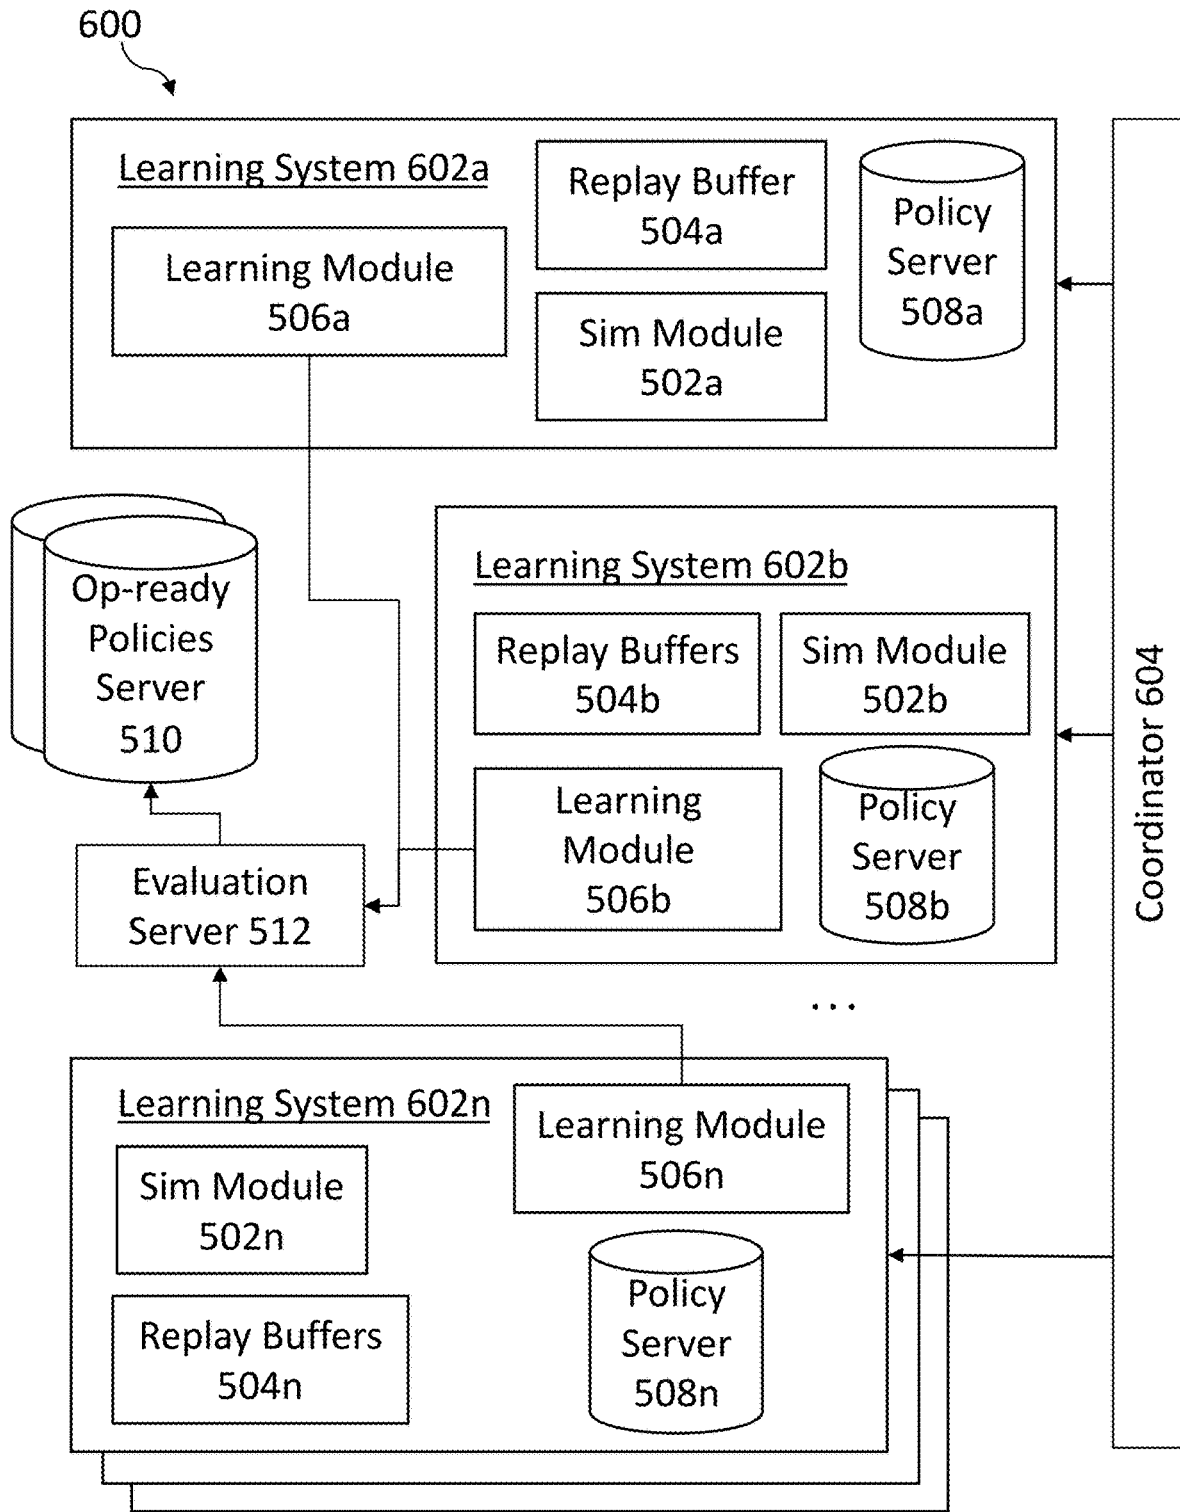 600
Learning System 602a
Learning Module
506a
Replay Buffer
504a
Sim Module
502a
Policy
Server
508a
Op-ready
Policies
Server
510
Evaluation
Server 512
Learning System 602b
Replay Buffers
504b
Sim Module
502b
Learning
Module
506b
Policy
Server
508b
...
Learning System 602n
Learning Module
506n
Sim Module
502n
Replay Buffers
504n
Policy
Server
508n
Coordinator 604